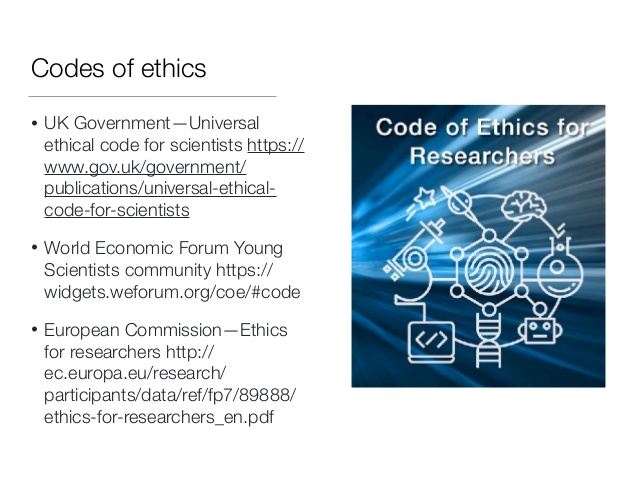 Codes of ethics
• UK Government—Universal
ethical code for scientists https://
www.gov.uk/government/
publications/universal-ethical-
code-for-scientists
• World Economic Forum Young
Scientists community https://
widgets.weforum.org/coe/#code
• European Commission—Ethics
for researchers http://
ec.europa.eu/research/
participants/data/ref/fp7/89888/
ethics-for-researchers_en.pdf
Code of Ethics for
Researchers